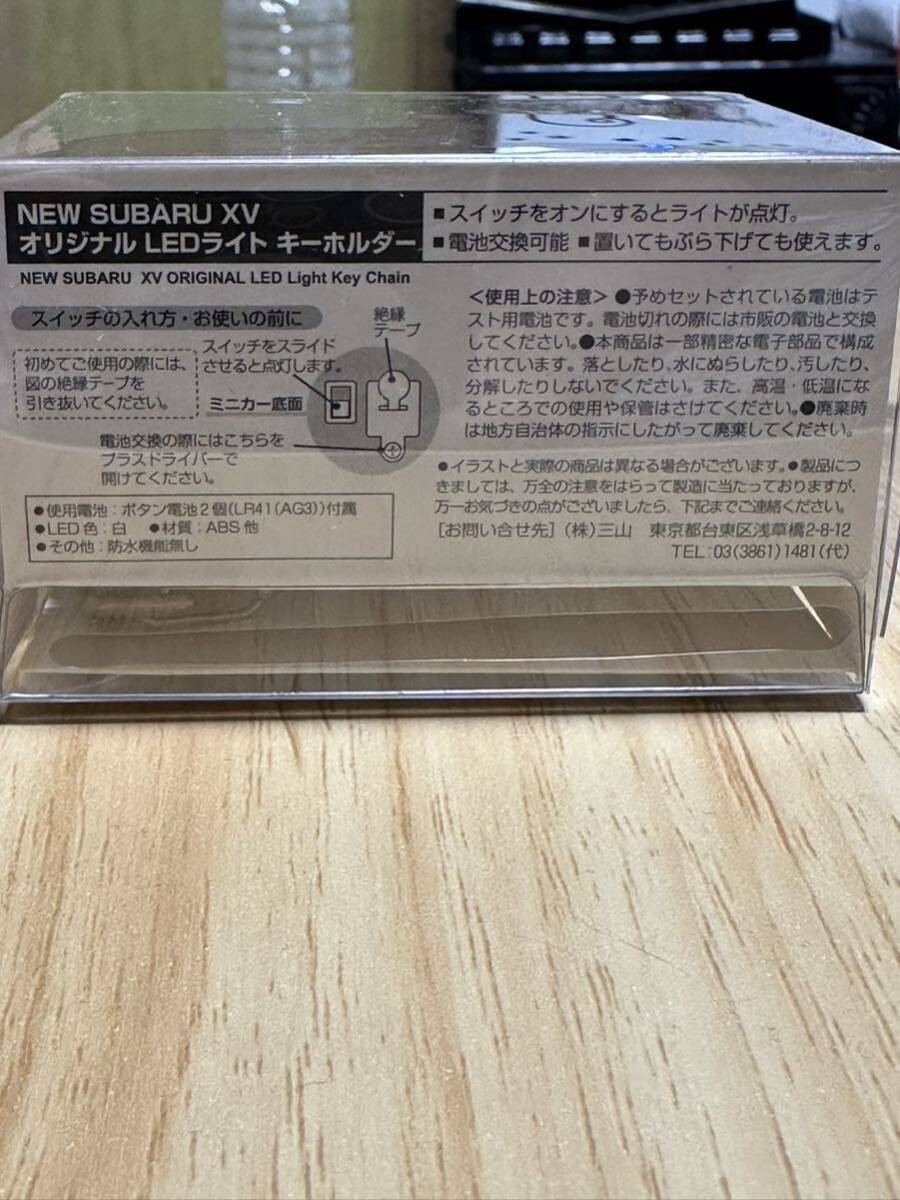 NEW SUBARU XV
オリジナル LEDライト キーホルダー
■スイッチをオンにするとライトが点灯。
■電池交換可能 ■置いてもぶら下げても使えます。
NEW SUBARU XV ORIGINAL LED Light Key Chain
スイッチの入れ方・お使いの前に
初めてご使用の際には、
図の絶縁テープを
引き抜いてください。
スイッチをスライド
させると点灯します。
絶縁
テープ
ミニカー底面
電池交換の際にはこちらを
プラスドライバーで
開けてください。
●使用電池：ボタン電池2個(LR41(AG3))付属
●LED色：白 ●材質：ABS他
●その他：防水機能無し
＜使用上の注意＞ ●予めセットされている電池はテ
スト用電池です。電池切れの際には市販の電池と交換
してください。●本商品は一部精密な電子部品で構成
されています。落としたり、水にぬらしたり、汚したり、
分解したりしないでください。また、高温・低温にな
るところでの使用や保管はさけてください。●廃棄時
は地方自治体の指示にしたがって廃棄してください。
●イラストと実際の商品は異なる場合がございます。●製品につ
きましては、万全の注意をはらって製造に当たっておりますが、
万一お気づきの点がございましたら、下記までご連絡ください。
[お問い合せ先] (株)三山 東京都台東区浅草橋2-8-12
TEL：03(3861)1481(代)